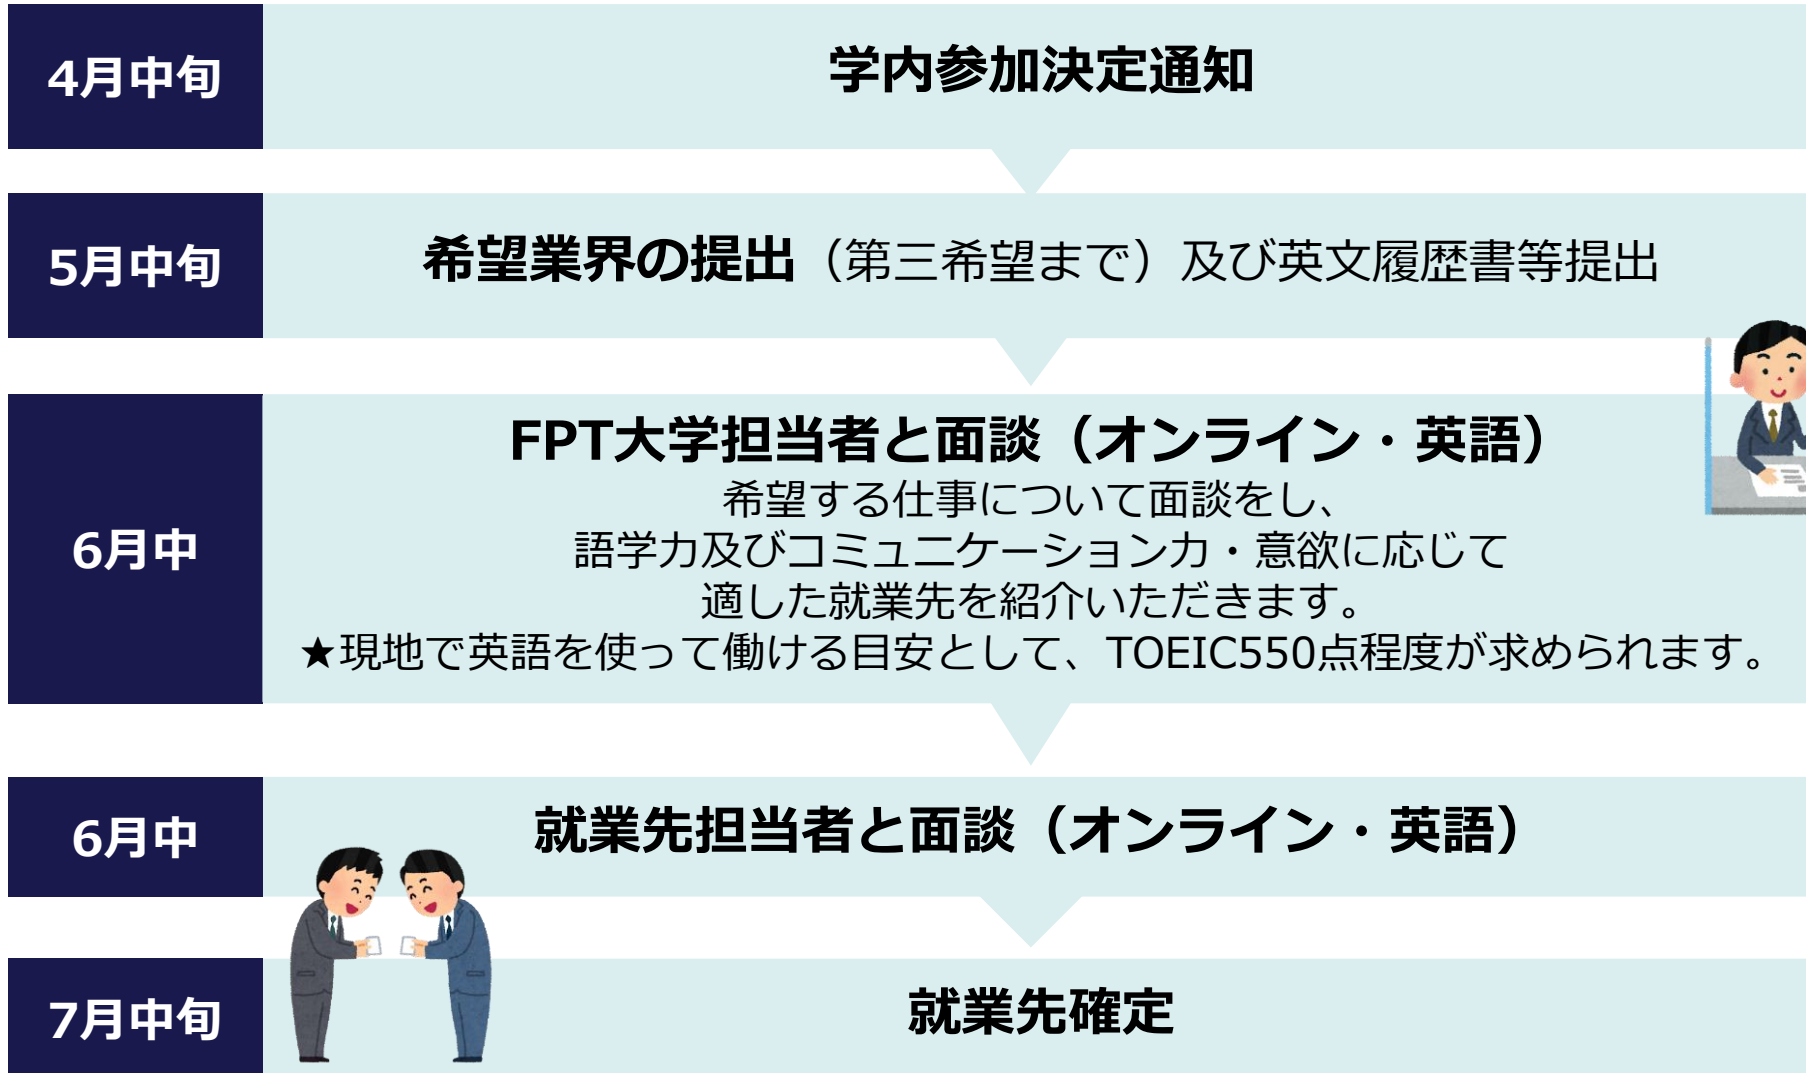 4月中旬
学内参加決定通知
5月中旬
希望業界の提出（第三希望まで）及び英文履歴書等提出
6月中
FPT大学担当者と面談（オンライン・英語）
希望する仕事について面談をし、
語学力及びコミュニケーション力・意欲に応じて
適した就業先を紹介いただきます。
★現地で英語を使って働ける目安として、TOEIC550点程度が求められます。
6月中
就業先担当者と面談（オンライン・英語）
7月中旬
就業先確定